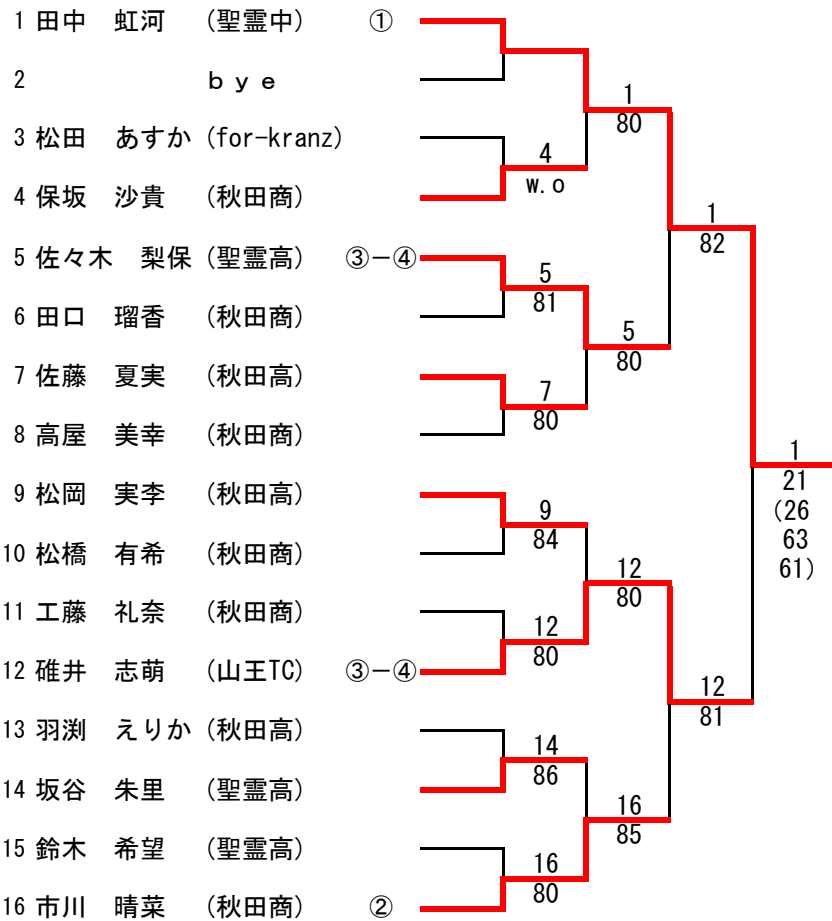 1 田中 虹河 (聖霊中) ①
2 bye
3 松田 あすか (for-kranz)
4 保坂 沙貴 (秋田商)
5 佐々木 梨保 (聖霊高) ③－④
6 田口 瑠香 (秋田商)
7 佐藤 夏実 (秋田高)
8 高屋 美幸 (秋田商)
9 松岡 実李 (秋田高)
10 松橋 有希 (秋田商)
11 工藤 礼奈 (秋田商)
12 碓井 志萌 (山王TC) ③－④
13 羽渕 えりか (秋田高)
14 坂谷 朱里 (聖霊高)
15 鈴木 希望 (聖霊高)
16 市川 晴菜 (秋田商) ②
4
w.o
5
81
7
80
9
84
12
80
14
86
16
80
1
80
5
80
12
80
16
85
1
82
12
81
1
21
(26
63
61)